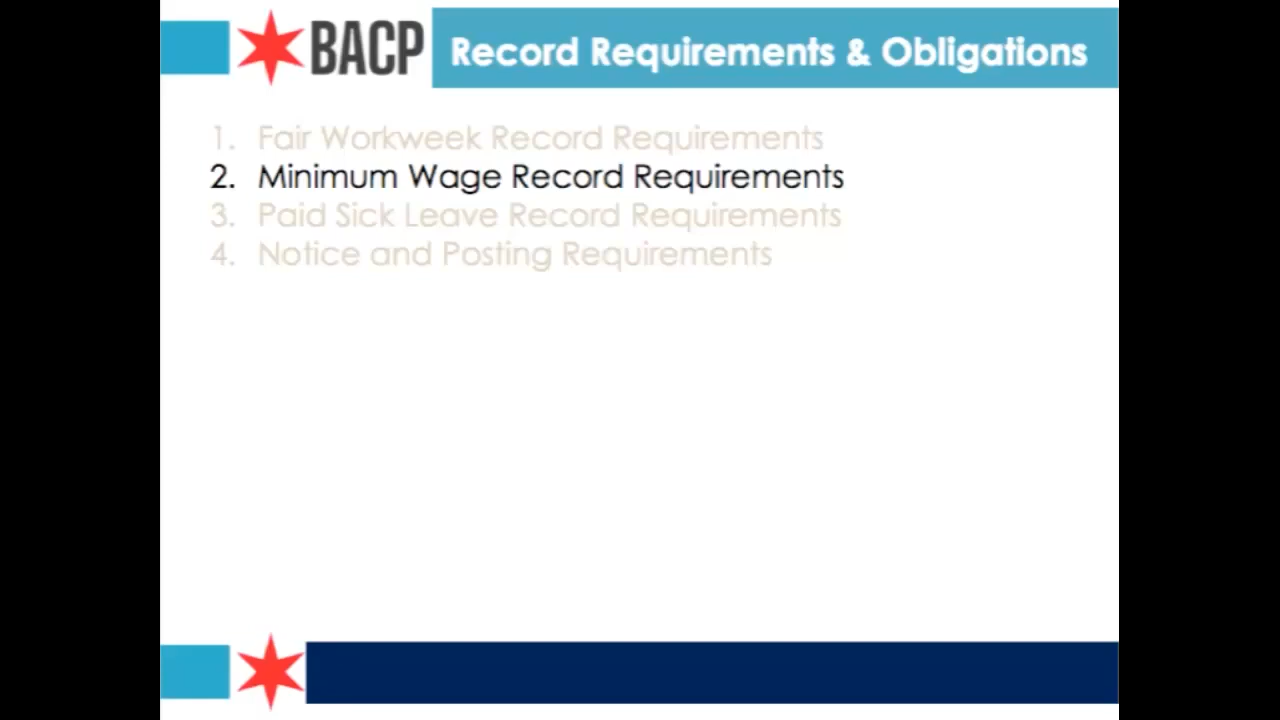 BACP
Record Requirements & Obligations
1. Fair Workweek Record Requirements
2. Minimum Wage Record Requirements
3. Paid Sick Leave Record Requirements
4. Notice and Posting Requirements